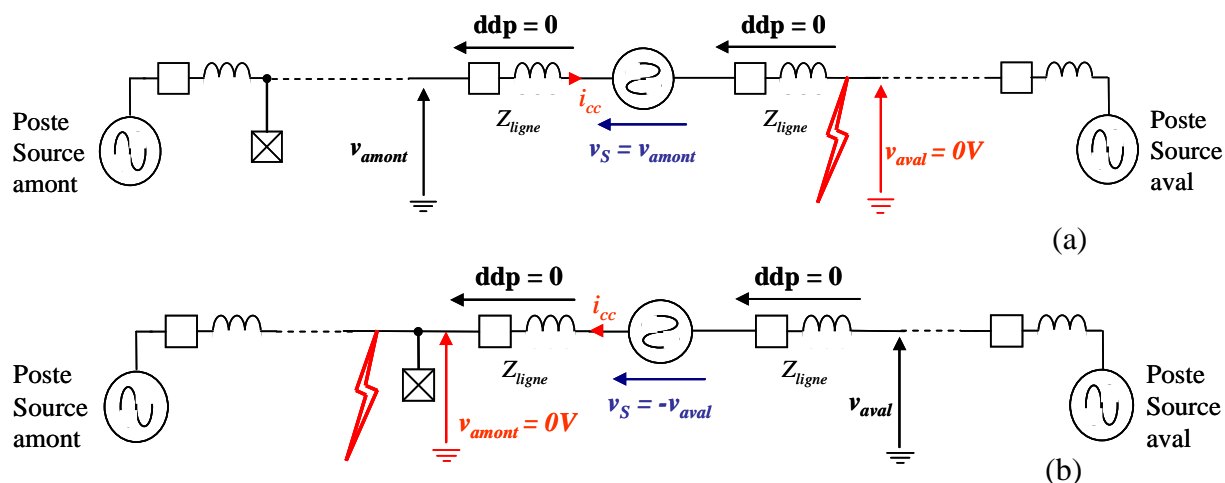 ddp = 0
ddp = 0
Poste
Source
amont
v_amont
Z_ligne
i_cc
v_S = v_amont
Z_ligne
v_aval = 0V
Poste
Source
aval
(a)
ddp = 0
ddp = 0
Poste
Source
amont
v_amont = 0V
Z_ligne
i_cc
v_S = -v_aval
Z_ligne
v_aval
Poste
Source
aval
(b)